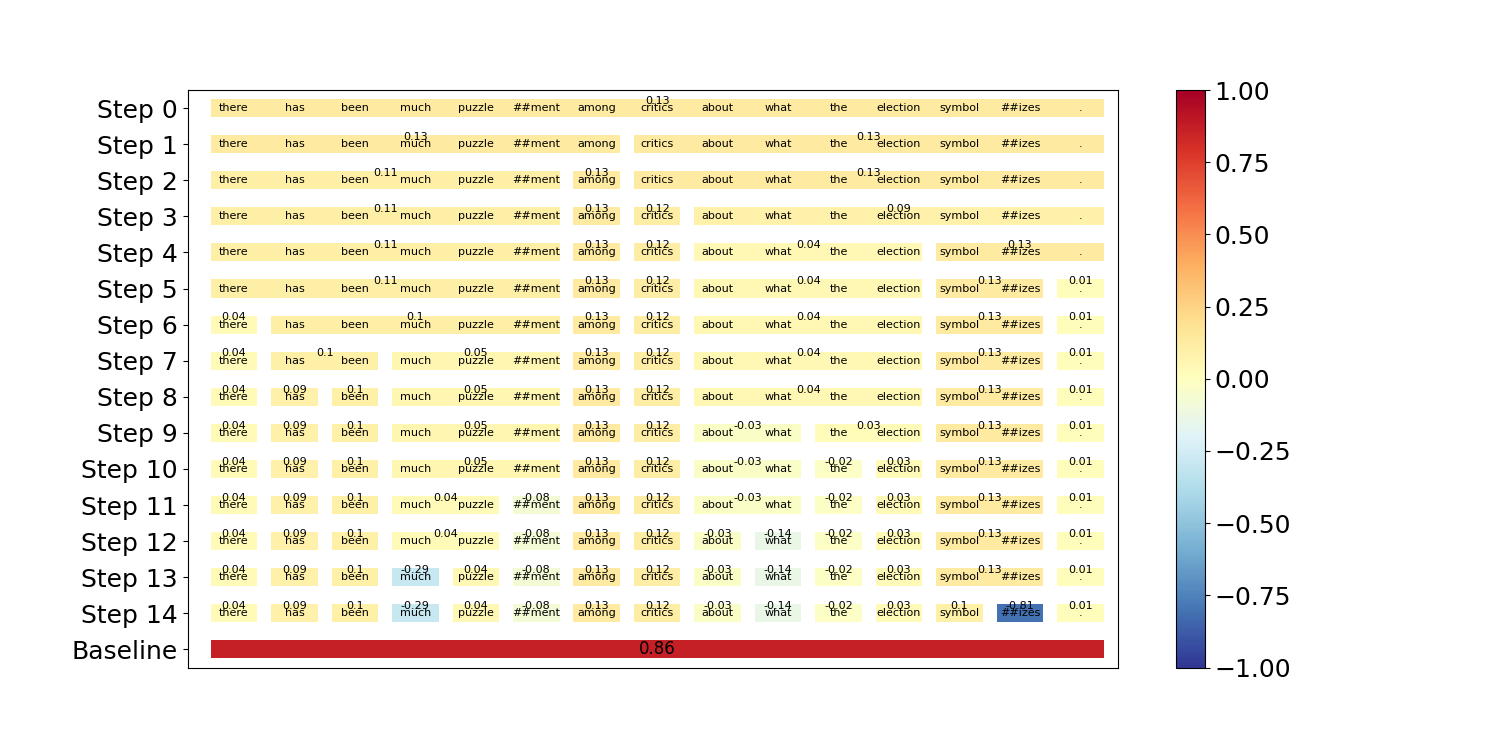 0.13
Step 0 there has been much puzzle ##ment among critics about what the election symbol ##izes .
0.13 0.13
Step 1 there has been much puzzle ##ment among critics about what the election symbol ##izes .
0.11 0.13 0.13
Step 2 there has been much puzzle ##ment among critics about what the election symbol ##izes .
0.11 0.13 0.12 0.09
Step 3 there has been much puzzle ##ment among critics about what the election symbol ##izes .
0.11 0.13 0.12 0.04 0.13
Step 4 there has been much puzzle ##ment among critics about what the election symbol ##izes .
0.11 0.13 0.12 0.04 0.13 0.01
Step 5 there has been much puzzle ##ment among critics about what the election symbol ##izes .
0.04 0.1 0.13 0.12 0.04 0.13 0.01
Step 6 there has been much puzzle ##ment among critics about what the election symbol ##izes .
0.04 0.1 0.05 0.13 0.12 0.04 0.13 0.01
Step 7 there has been much puzzle ##ment among critics about what the election symbol ##izes .
0.04 0.09 0.1 0.05 0.13 0.12 0.04 0.13 0.01
Step 8 there has been much puzzle ##ment among critics about what the election symbol ##izes .
0.04 0.09 0.1 0.05 0.13 0.12 -0.03 0.03 0.13 0.01
Step 9 there has been much puzzle ##ment among critics about what the election symbol ##izes .
0.04 0.09 0.1 0.05 0.13 0.12 -0.03 -0.02 0.03 0.13 0.01
Step 10 there has been much puzzle ##ment among critics about what the election symbol ##izes .
0.04 0.09 0.1 0.04 -0.08 0.13 0.12 -0.03 -0.02 0.03 0.13 0.01
Step 11 there has been much puzzle ##ment among critics about what the election symbol ##izes .
0.04 0.09 0.1 0.04 -0.08 0.13 0.12 -0.03 -0.14 -0.02 0.03 0.13 0.01
Step 12 there has been much puzzle ##ment among critics about what the election symbol ##izes .
0.04 0.09 0.1 -0.29 0.04 -0.08 0.13 0.12 -0.03 -0.14 -0.02 0.03 0.13 0.01
Step 13 there has been much puzzle ##ment among critics about what the election symbol ##izes .
0.04 0.09 0.1 -0.29 0.04 -0.08 0.13 0.12 -0.03 -0.14 -0.02 0.03 0.1 -0.81 0.01
Step 14 there has been much puzzle ##ment among critics about what the election symbol ##izes .
Baseline 0.86
1.00
0.75
0.50
0.25
0.00
−0.25
−0.50
−0.75
−1.00